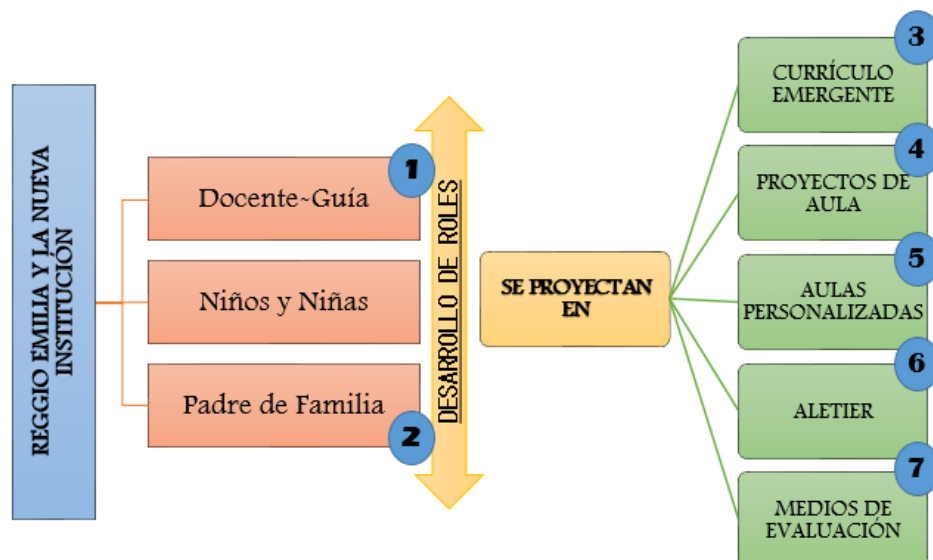 REGGIO EMILIA Y LA NUEVA
INSTITUCIÓN
1
Docente-Guía
Niños y Niñas
Padre de Familia
2
DESARROLLO DE ROLES
SE PROYECTAN
EN
3
CURRÍCULO
EMERGENTE
4
PROYECTOS DE
AULA
5
AULAS
PERSONALIZADAS
6
ALETIER
7
MEDIOS DE
EVALUACIÓN